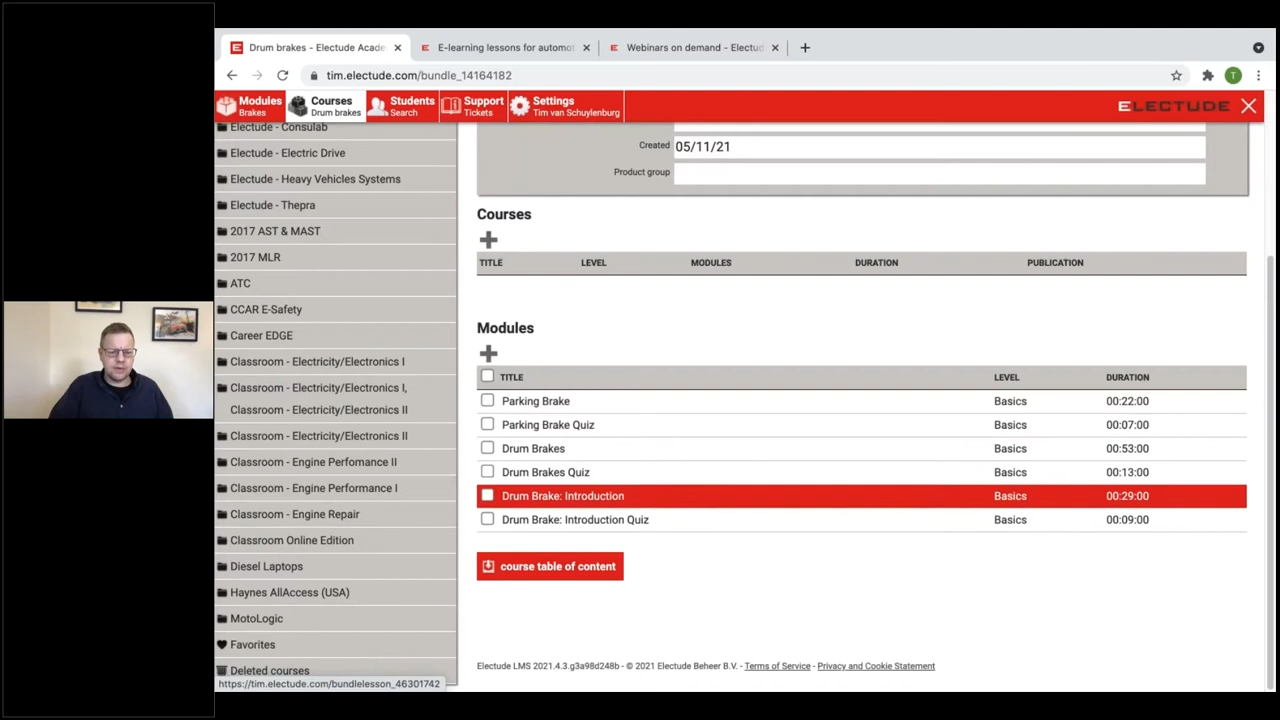 Drum brakes - Electude Acade
E-learning lessons for automot
Webinars on demand - Electud
tim.electude.com/bundle_14164182
T
Modules
Brakes
Courses
Drum brakes
Students
Search
Support
Tickets
Settings
Tim van Schuylenburg
ELECTUDE
Electude - Consulab
Electude - Electric Drive
Electude - Heavy Vehicles Systems
Electude - Thepra
2017 AST & MAST
2017 MLR
ATC
CCAR E-Safety
Career EDGE
Classroom - Electricity/Electronics I
Classroom - Electricity/Electronics I,
Classroom - Electricity/Electronics II
Classroom - Electricity/Electronics II
Classroom - Engine Perfomance II
Classroom - Engine Performance I
Classroom - Engine Repair
Classroom Online Edition
Diesel Laptops
Haynes AllAccess (USA)
MotoLogic
Favorites
Deleted courses
https://tim.electude.com/bundlelesson_46301742
Created 05/11/21
Product group
Courses
TITLE LEVEL MODULES DURATION PUBLICATION
Modules
TITLE LEVEL DURATION
Parking Brake Basics 00:22:00
Parking Brake Quiz Basics 00:07:00
Drum Brakes Basics 00:53:00
Drum Brakes Quiz Basics 00:13:00
Drum Brake: Introduction Basics 00:29:00
Drum Brake: Introduction Quiz Basics 00:09:00
course table of content
Electude LMS 2021.4.3.g3a98d248b - © 2021 Electude Beheer B.V. - Terms of Service - Privacy and Cookie Statement